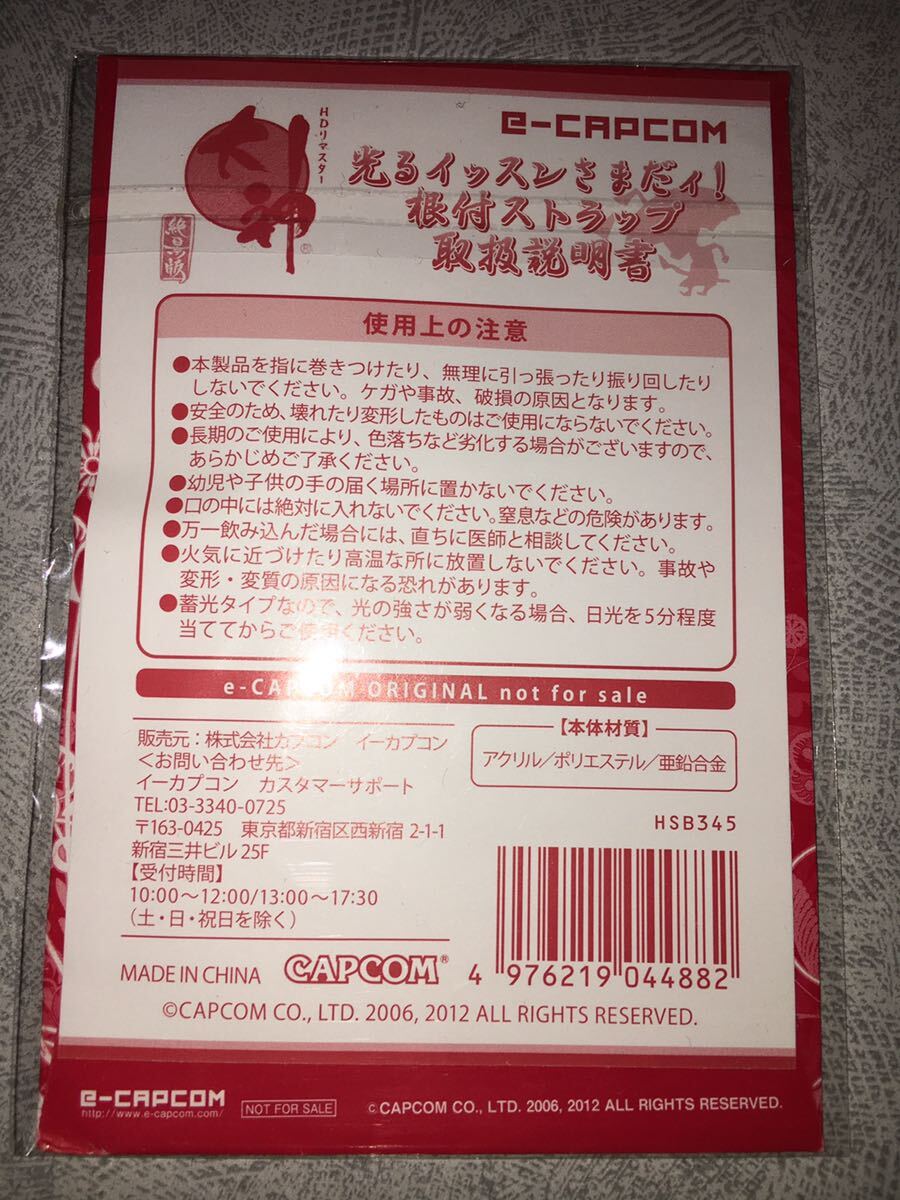 e-CAPCOM
HDリマスター
大神
®
絶景版
光るイッスンさまだィ!
根付ストラップ
取扱説明書
使用上の注意
●本製品を指に巻きつけたり、無理に引っ張ったり振り回したり
しないでください。ケガや事故、破損の原因となります。
●安全のため、壊れたり変形したものはご使用にならないでください。
●長期のご使用により、色落ちなど劣化する場合がございますので、
あらかじめご了承ください。
●幼児や子供の手の届く場所に置かないでください。
●口の中には絶対に入れないでください。窒息などの危険があります。
●万一飲み込んだ場合には、直ちに医師と相談してください。
●火気に近づけたり高温な所に放置しないでください。事故や
変形・変質の原因になる恐れがあります。
●蓄光タイプなので、光の強さが弱くなる場合、日光を5分程度
当ててからご使用ください。
e-CAPCOM ORIGINAL not for sale
販売元:株式会社カプコン イーカプコン
<お問い合わせ先>
イーカプコン カスタマーサポート
TEL:03-3340-0725
〒163-0425 東京都新宿区西新宿 2-1-1
新宿三井ビル 25F
【受付時間】
10:00~12:00/13:00~17:30
(土・日・祝日を除く)
【本体材質】
アクリル/ポリエステル/亜鉛合金
HSB345
4 976219 044882
MADE IN CHINA CAPCOM®
©CAPCOM CO., LTD. 2006, 2012 ALL RIGHTS RESERVED.
e-CAPCOM
http://www.e-capcom.com/
NOT FOR SALE
©CAPCOM CO., LTD. 2006, 2012 ALL RIGHTS RESERVED.